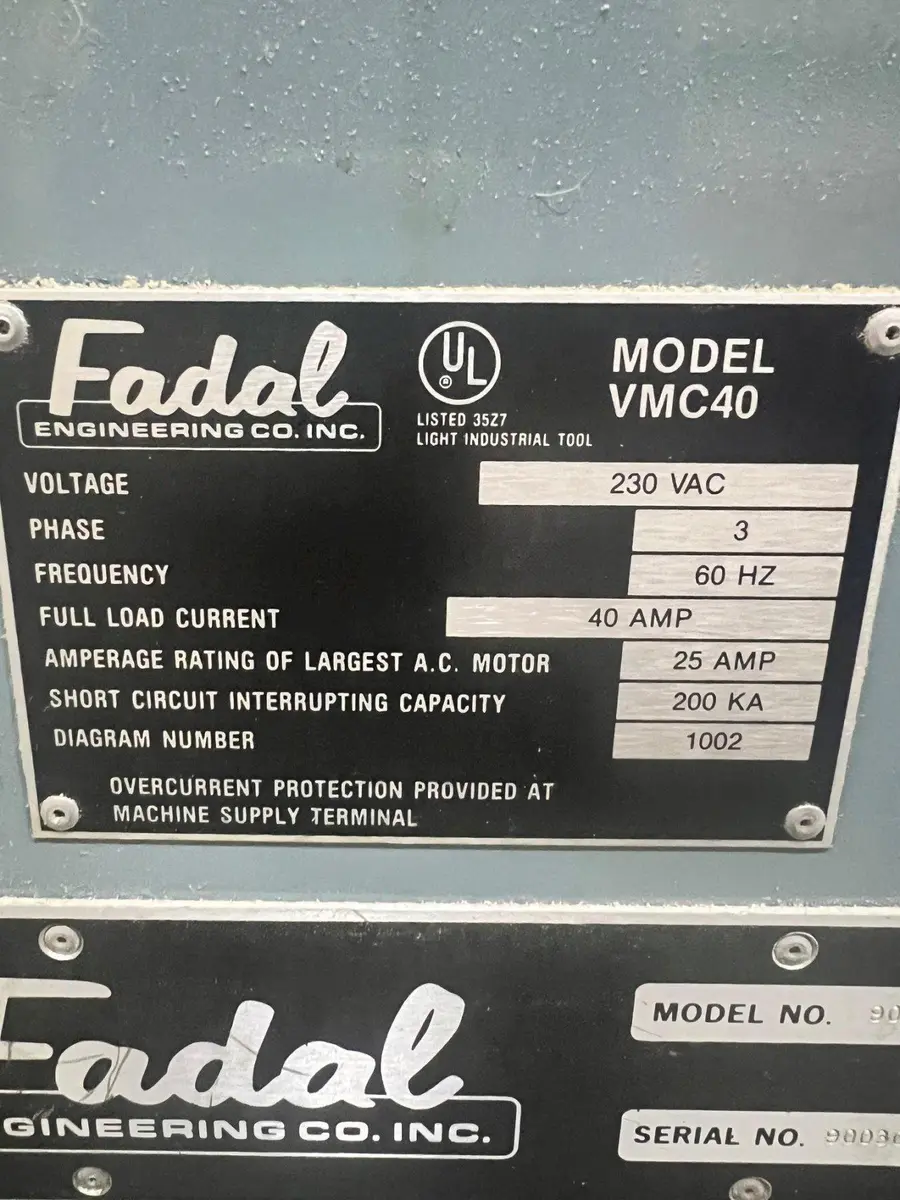 Fadal
ENGINEERING CO. INC.
UL
LISTED 35Z7
LIGHT INDUSTRIAL TOOL
MODEL
VMC40
VOLTAGE 230 VAC
PHASE 3
FREQUENCY 60 HZ
FULL LOAD CURRENT 40 AMP
AMPERAGE RATING OF LARGEST A.C. MOTOR 25 AMP
SHORT CIRCUIT INTERRUPTING CAPACITY 200 KA
DIAGRAM NUMBER 1002
OVERCURRENT PROTECTION PROVIDED AT
MACHINE SUPPLY TERMINAL
Fadal
GINEERING CO. INC.
MODEL NO. 90
SERIAL NO. 9003